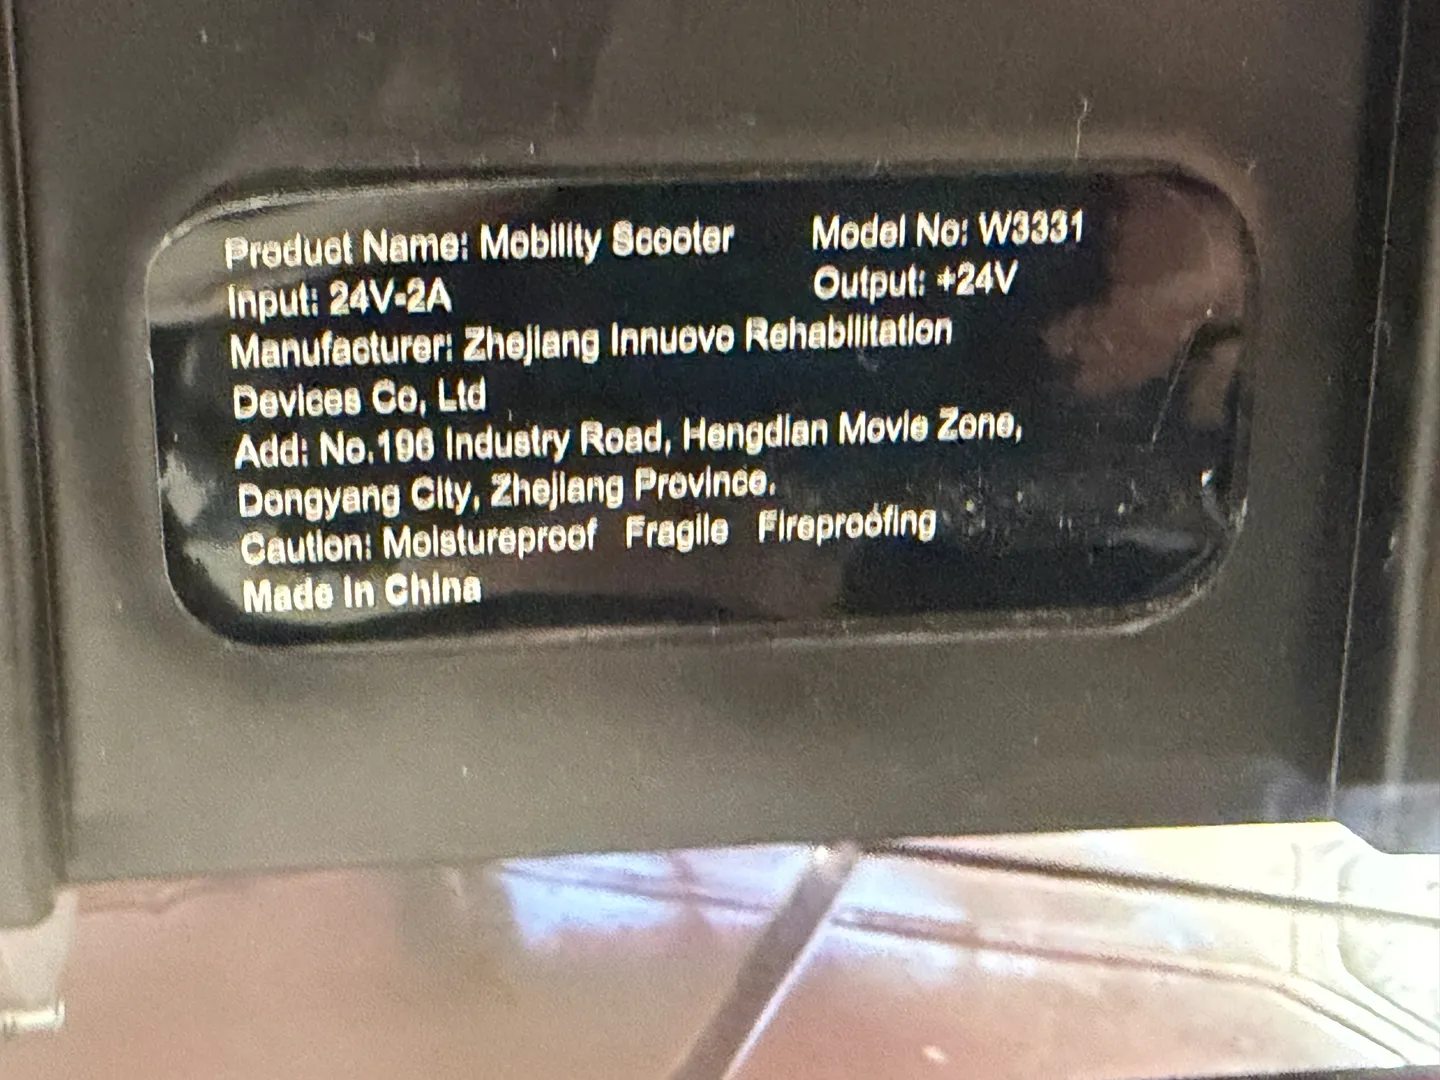 Product Name: Mobility Scooter Model No: W3331
Input: 24V-2A Output: +24V
Manufacturer: Zhejiang Innuovo Rehabilitation
Devices Co, Ltd
Add: No.196 Industry Road, Hengdian Movie Zone,
Dongyang City, Zhejiang Province.
Caution: Moistureproof Fragile Fireproofing
Made In China